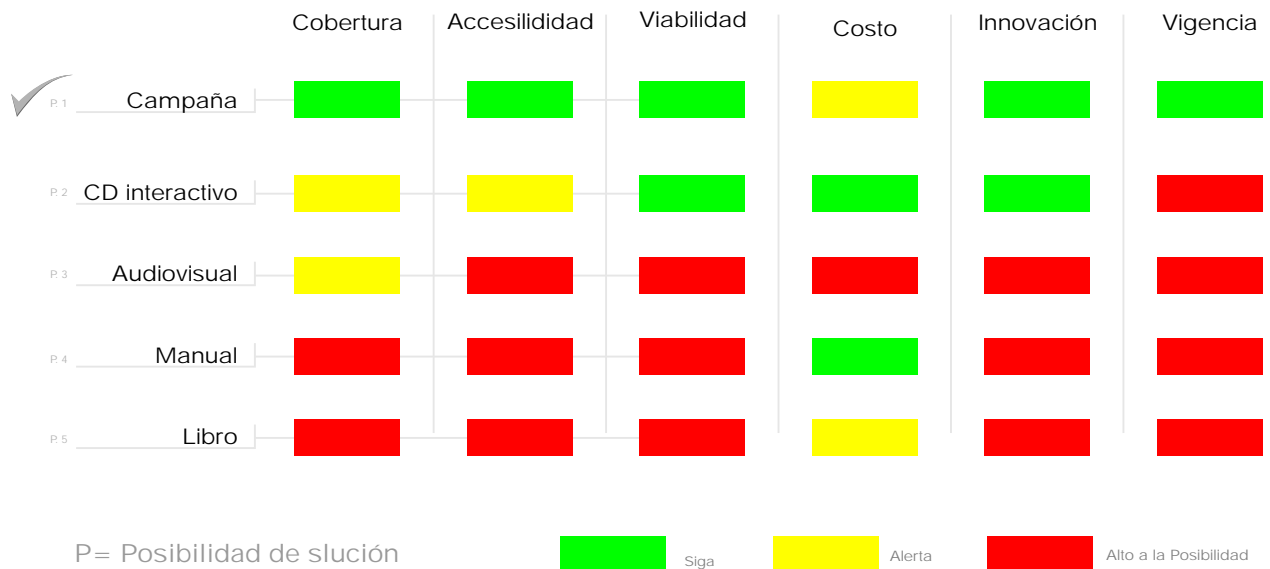 Cobertura Accesilididad Viabilidad Costo Innovación Vigencia
P. 1 Campaña
P. 2 CD interactivo
P. 3 Audiovisual
P. 4 Manual
P. 5 Libro
P= Posibilidad de slución Siga Alerta Alto a la Posibilidad